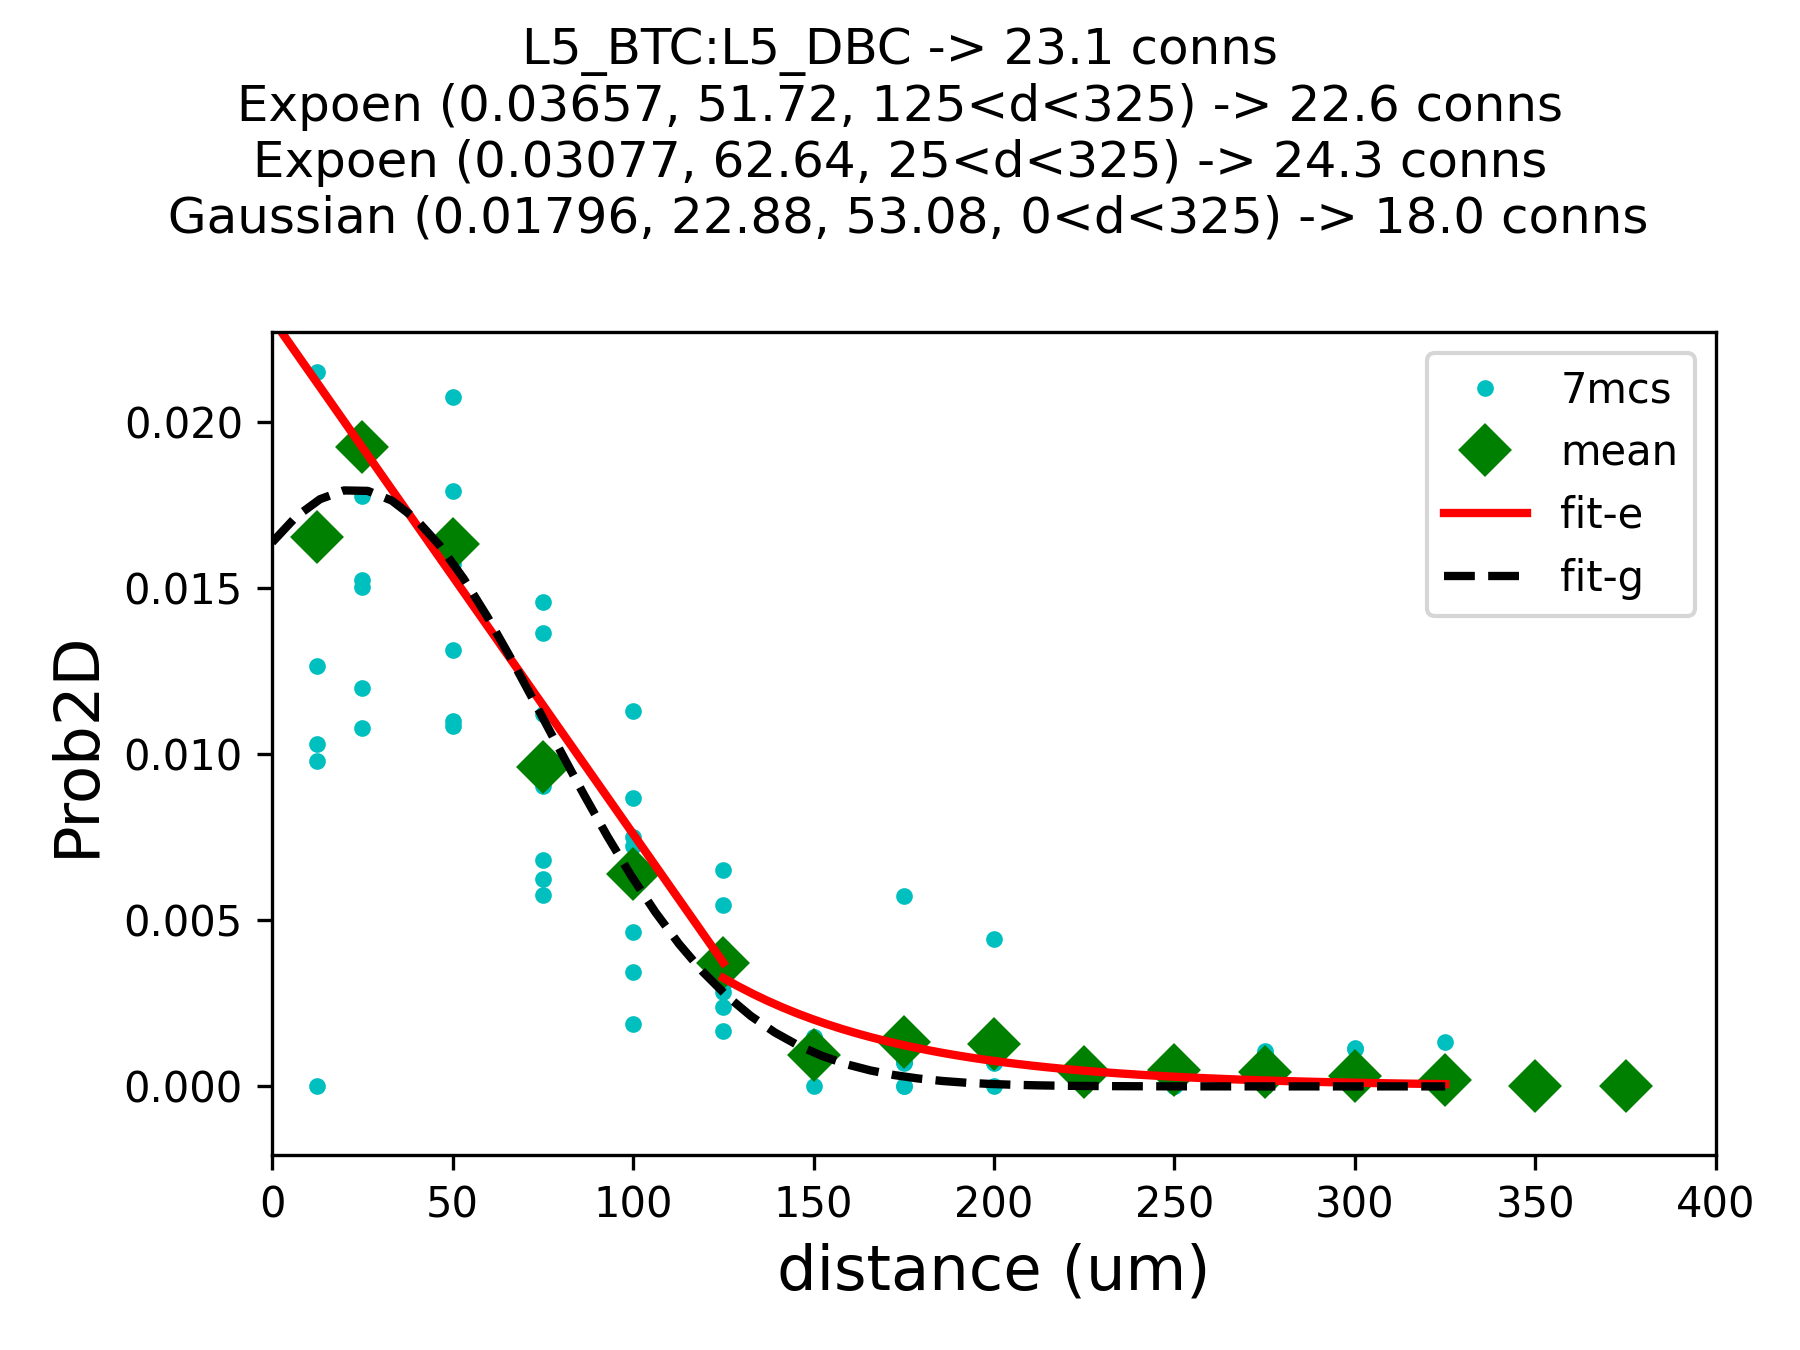 L5_BTC:L5_DBC -> 23.1 conns
Expoen (0.03657, 51.72, 125<d<325) -> 22.6 conns
Expoen (0.03077, 62.64, 25<d<325) -> 24.3 conns
Gaussian (0.01796, 22.88, 53.08, 0<d<325) -> 18.0 conns
7mcs
mean
fit-e
fit-g
Prob2D
0.020
0.015
0.010
0.005
0.000
0 50 100 150 200 250 300 350 400
distance (um)